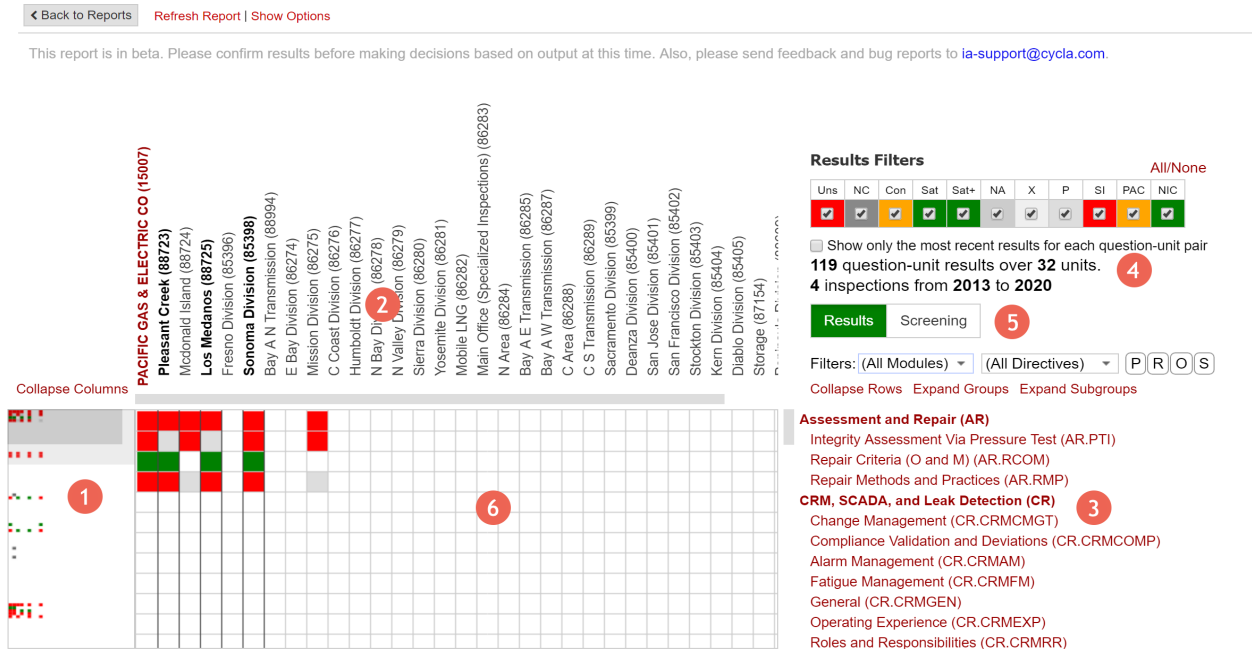 Back to Reports Refresh Report | Show Options
This report is in beta. Please confirm results before making decisions based on output at this time. Also, please send feedback and bug reports to ia-support@cycla.com.
PACIFIC GAS & ELECTRIC CO (15007)
Pleasant Creek (88723)
Mcdonald Island (88724)
Los Medanos (88725)
Fresno Division (85396)
Sonoma Division (85398)
Bay A N Transmission (88994)
E Bay Division (86274)
Mission Division (86275)
C Coast Division (86276)
Humboldt Division (86277)
N Bay Di (86278)
N Valley Division (86279)
Sierra Division (86280)
Yosemite Division (86281)
Mobile LNG (86282)
Main Office (Specialized Inspections) (86283)
N Area (86284)
Bay A E Transmission (86285)
Bay A W Transmission (86287)
C Area (86288)
C S Transmission (86289)
Sacramento Division (85399)
Deanza Division (85400)
San Jose Division (85401)
San Francisco Division (85402)
Stockton Division (85403)
Kern Division (85404)
Diablo Division (85405)
Storage (87154)
2
Collapse Columns
1
6
Results Filters
All/None
Uns NC Con Sat Sat+ NA X P SI PAC NIC
Show only the most recent results for each question-unit pair
119 question-unit results over 32 units.
4
4 inspections from 2013 to 2020
Results Screening
5
Filters: (All Modules) (All Directives) P R O S
Collapse Rows Expand Groups Expand Subgroups
Assessment and Repair (AR)
Integrity Assessment Via Pressure Test (AR.PTI)
Repair Criteria (O and M) (AR.RCOM)
Repair Methods and Practices (AR.RMP)
CRM, SCADA, and Leak Detection (CR)
3
Change Management (CR.CRMCMGT)
Compliance Validation and Deviations (CR.CRMCOMP)
Alarm Management (CR.CRMAM)
Fatigue Management (CR.CRMFM)
General (CR.CRMGEN)
Operating Experience (CR.CRMEXP)
Roles and Responsibilities (CR.CRMRR)